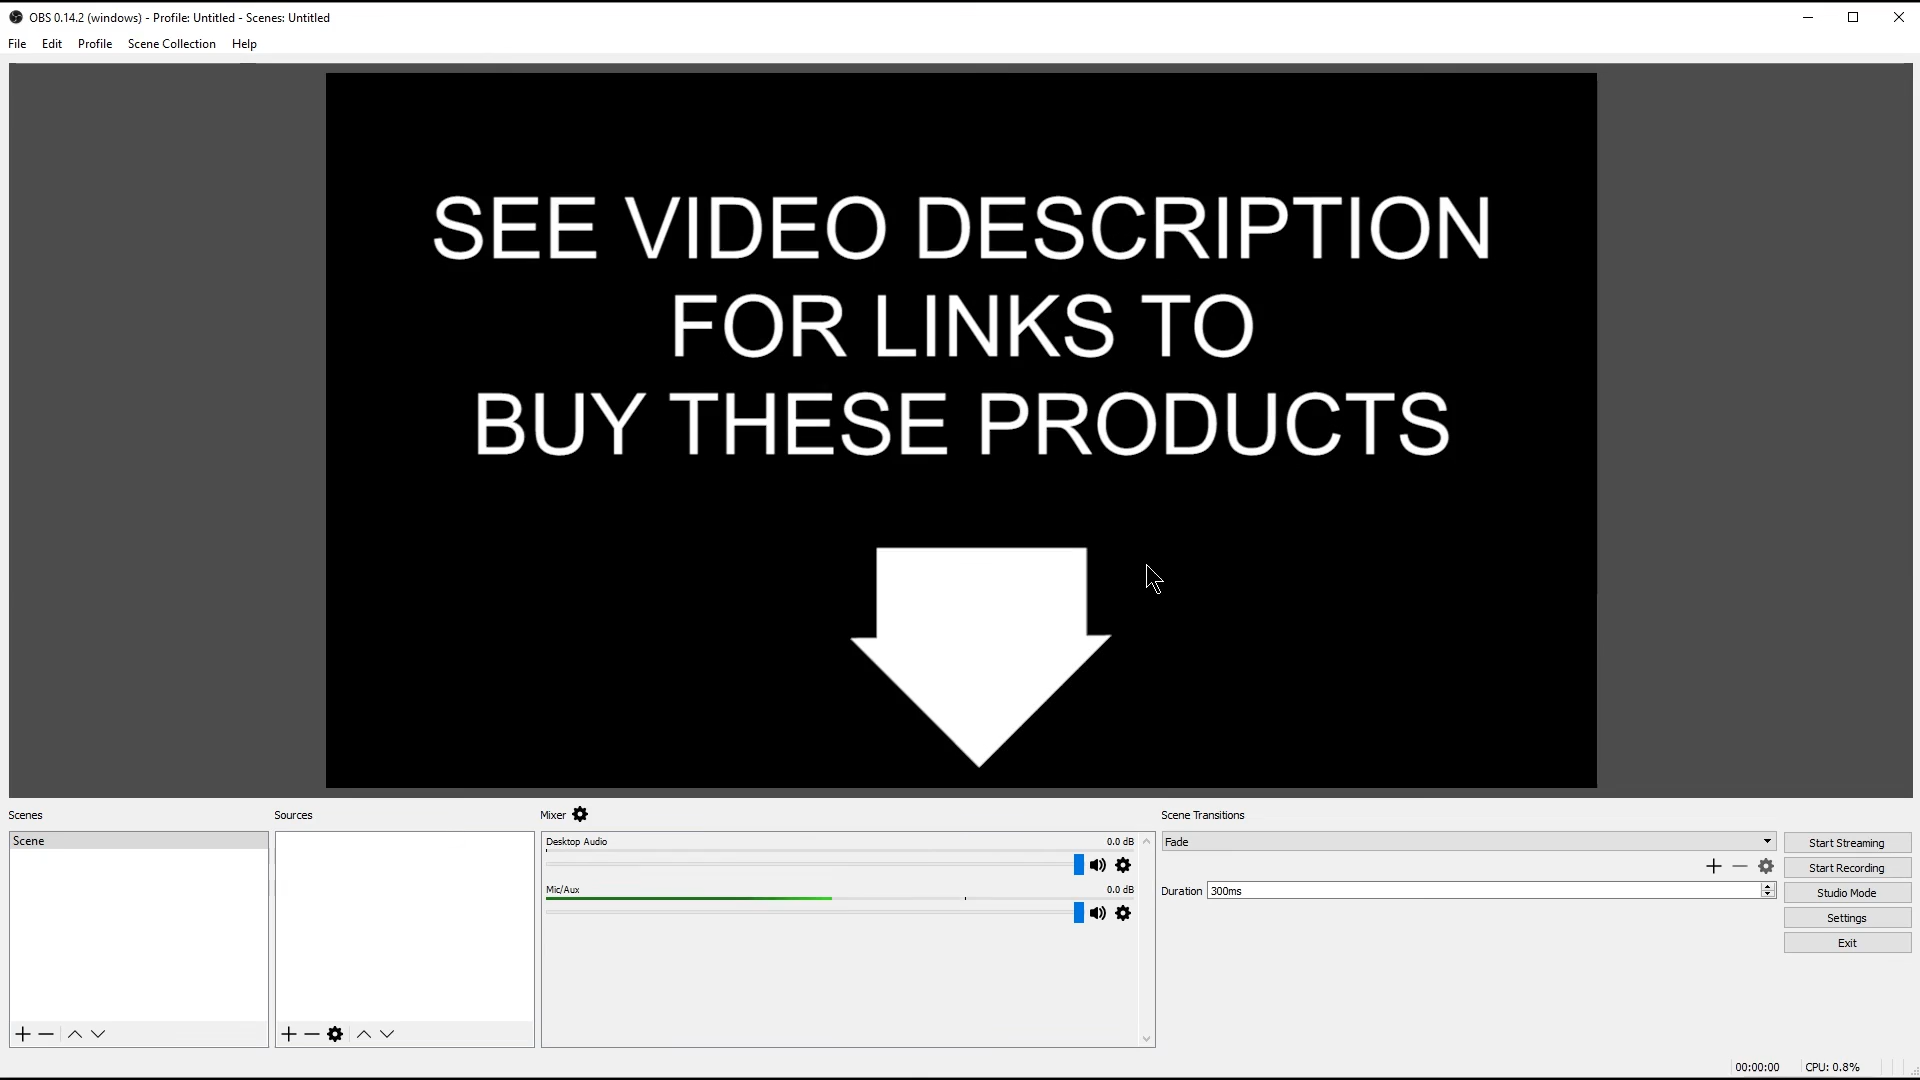 OBS 0.14.2 (windows) - Profile: Untitled - Scenes: Untitled
File Edit Profile Scene Collection Help
SEE VIDEO DESCRIPTION
FOR LINKS TO
BUY THESE PRODUCTS
Scenes
Scene
Sources
Mixer
Desktop Audio 0.0 dB
Mic/Aux 0.0 dB
Scene Transitions
Fade
Duration 300ms
Start Streaming
Start Recording
Studio Mode
Settings
Exit
00:00:00 CPU: 0.8%